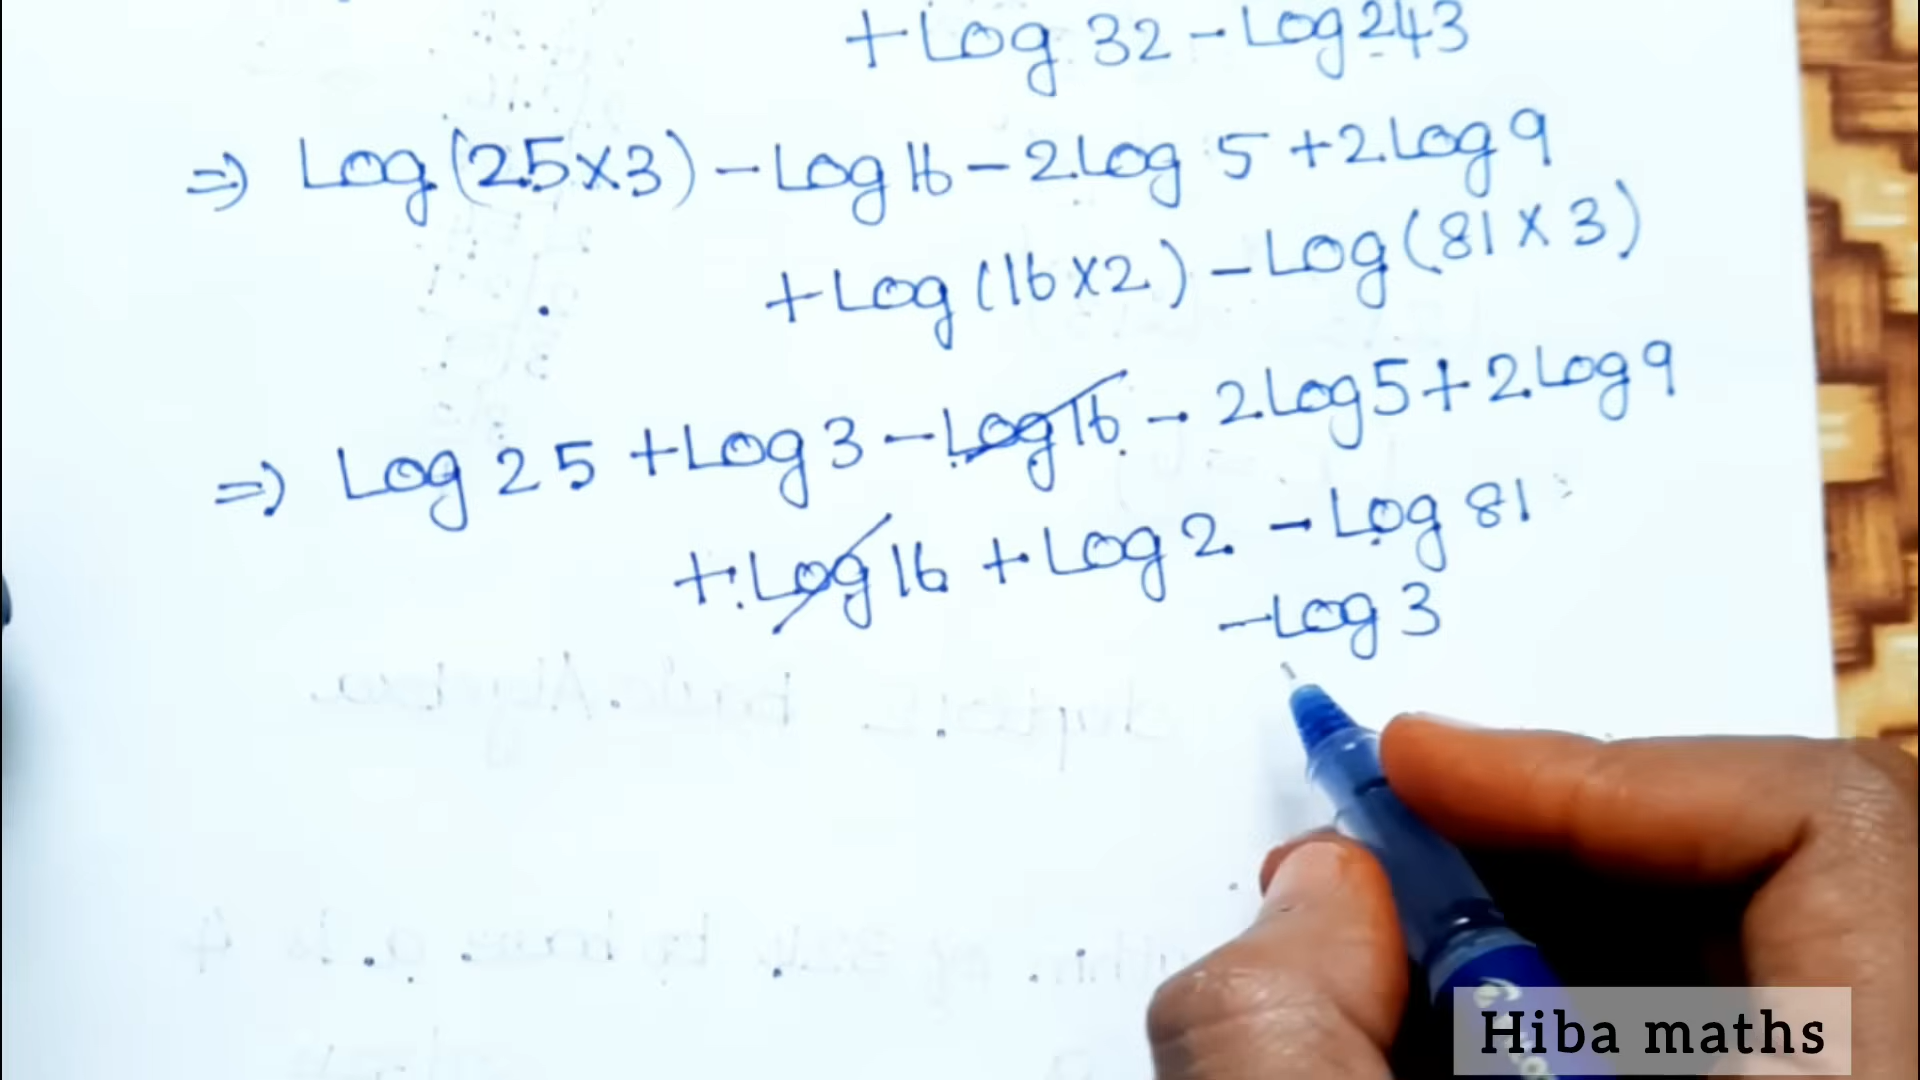 +Log 32 - Log 243
⇒ Log (25×3) - Log 16 - 2Log 5 + 2Log 9
+Log (16×2) - Log (81×3)
⇒ Log 25 + Log 3 - Log 16 - 2Log 5 + 2Log 9
+ Log 16 + Log 2 - Log 81
- Log 3
Hiba maths